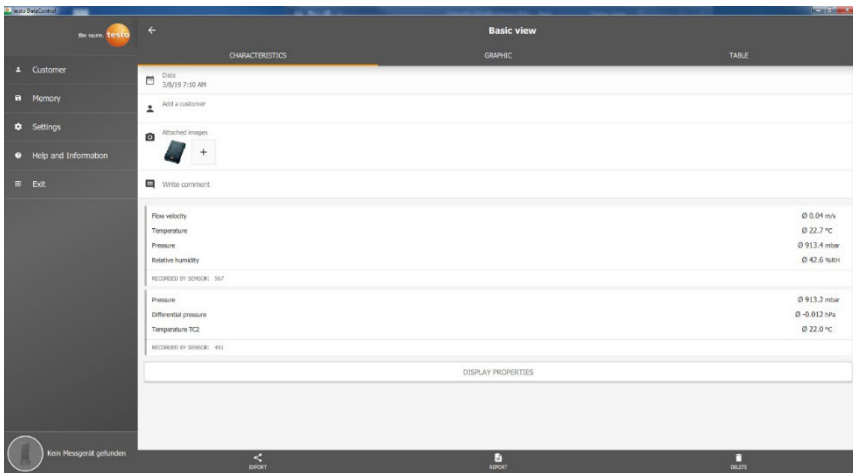 testo DataControl
Be sure. testo
Customer
Memory
Settings
Help and Information
Exit
Kein Messgerät gefunden
Basic view
CHARACTERISTICS
GRAPHIC
TABLE
Date
3/8/19 7:10 AM
Add a customer
Attached images
+
Write comment
Flow velocity Ø 0.04 m/s
Temperature Ø 22.7 °C
Pressure Ø 913.4 mbar
Relative humidity Ø 42.6 %RH
RECORDED BY SENSOR: 567
Pressure Ø 913.2 mbar
Differential pressure Ø -0.012 hPa
Temperature TC2 Ø 22.0 °C
RECORDED BY SENSOR: 491
DISPLAY PROPERTIES
EXPORT
REPORT
DELETE